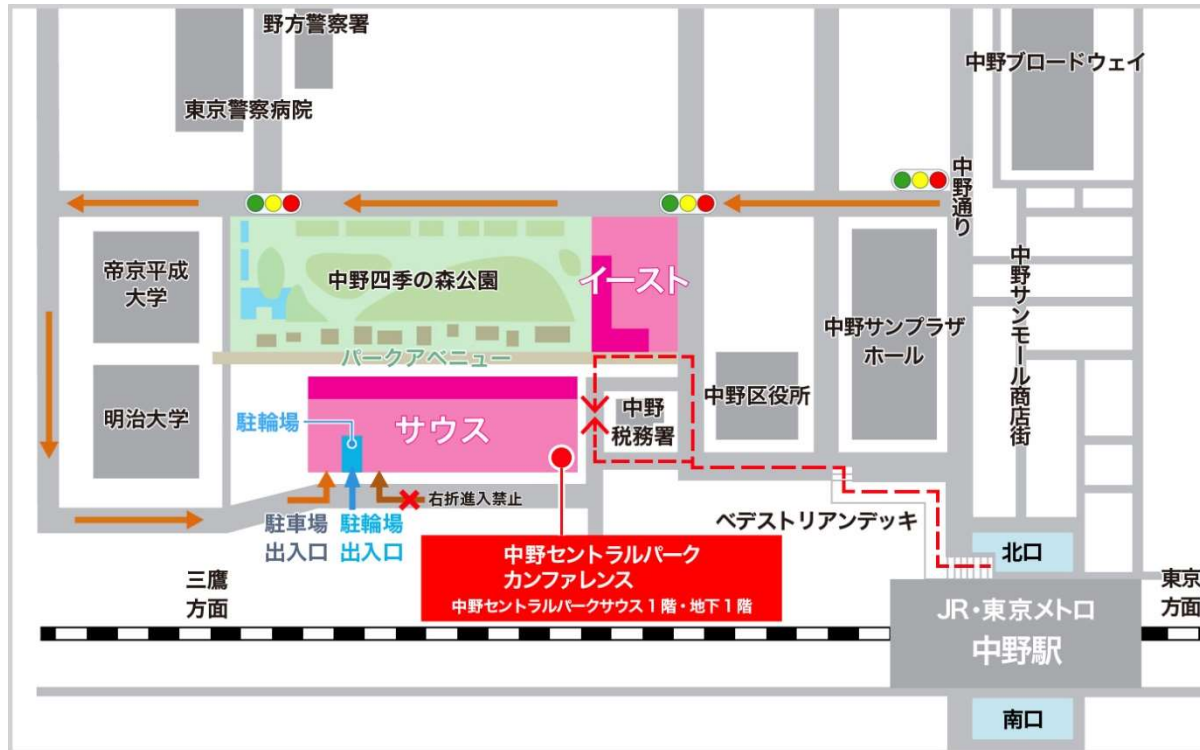 野方警察署
東京警察病院
中野ブロードウェイ
中野通り
帝京平成
大学
中野四季の森公園
イースト
中野サンプラザ
ホール
中野サンモール商店街
パークアベニュー
明治大学
駐輪場
サウス
中野
税務署
中野区役所
右折進入禁止
駐車場
出入口
駐輪場
出入口
ペデストリアンデッキ
中野セントラルパーク
カンファレンス
中野セントラルパークサウス1階・地下1階
北口
三鷹
方面
東京
方面
JR・東京メトロ
中野駅
南口